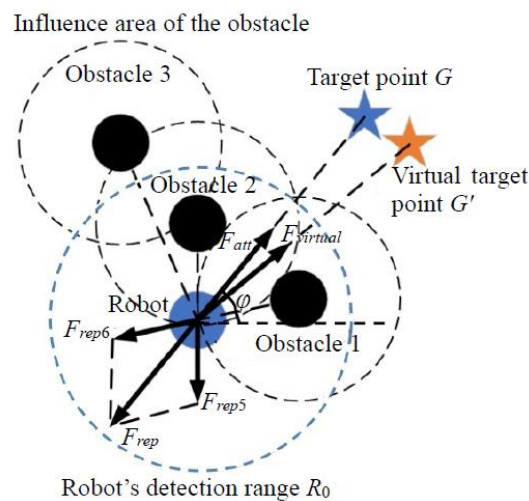 Influence area of the obstacle
Obstacle 3
Target point G
Obstacle 2
Virtual target
point G′
F_att
F_virtual
Robot
φ
F_rep6
Obstacle 1
F_rep5
F_rep
Robot’s detection range R_0